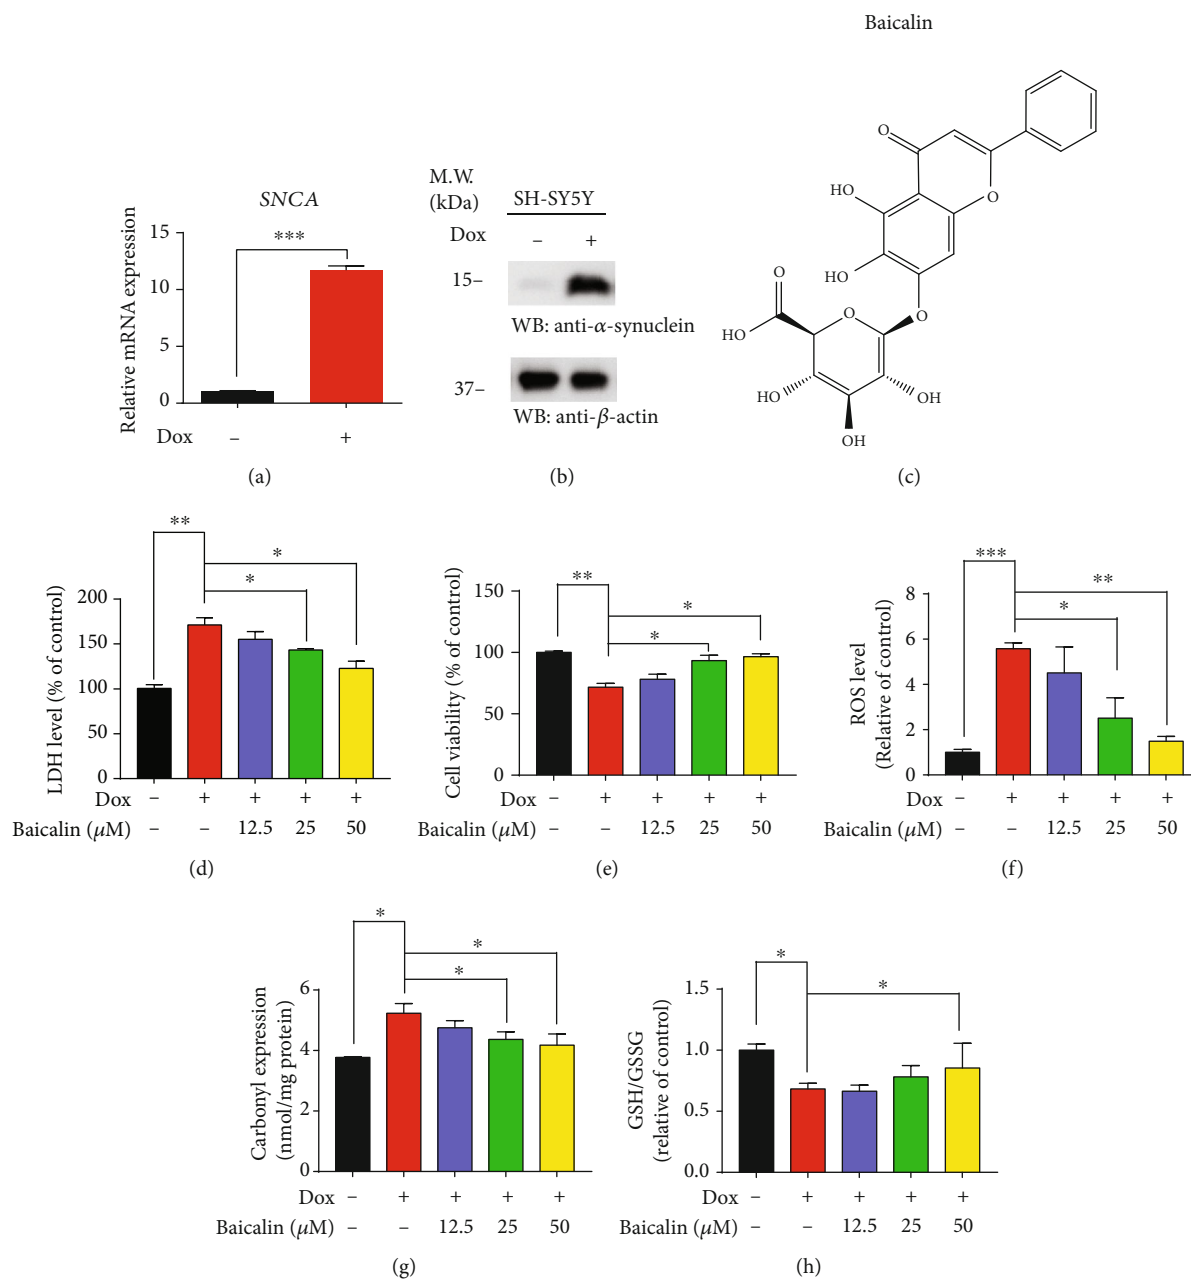 Baicalin
SNCA
***
Relative mRNA expression
15
10
5
0
Dox – +
(a)
M.W.
(kDa)
SH-SY5Y
Dox – +
15–
WB: anti-α-synuclein
37–
WB: anti-β-actin
(b)
O
O
HO
HO
O
O
O
HO
HO
OH
OH
(c)
**
*
*
LDH level (% of control)
200
150
100
50
0
Dox – + + + +
Baicalin (μM) – – 12.5 25 50
(d)
**
*
*
Cell viability (% of control)
150
100
50
0
Dox – + + + +
Baicalin (μM) – – 12.5 25 50
(e)
***
**
*
ROS level
(Relative of control)
8
6
4
2
0
Dox – + + + +
Baicalin (μM) – – 12.5 25 50
(f)
*
*
*
Carbonyl expression
(nmol/mg protein)
6
4
2
0
Dox – + + + +
Baicalin (μM) – – 12.5 25 50
(g)
*
*
GSH/GSSG
(relative of control)
1.5
1.0
0.5
0.0
Dox – + + + +
Baicalin (μM) – – 12.5 25 50
(h)